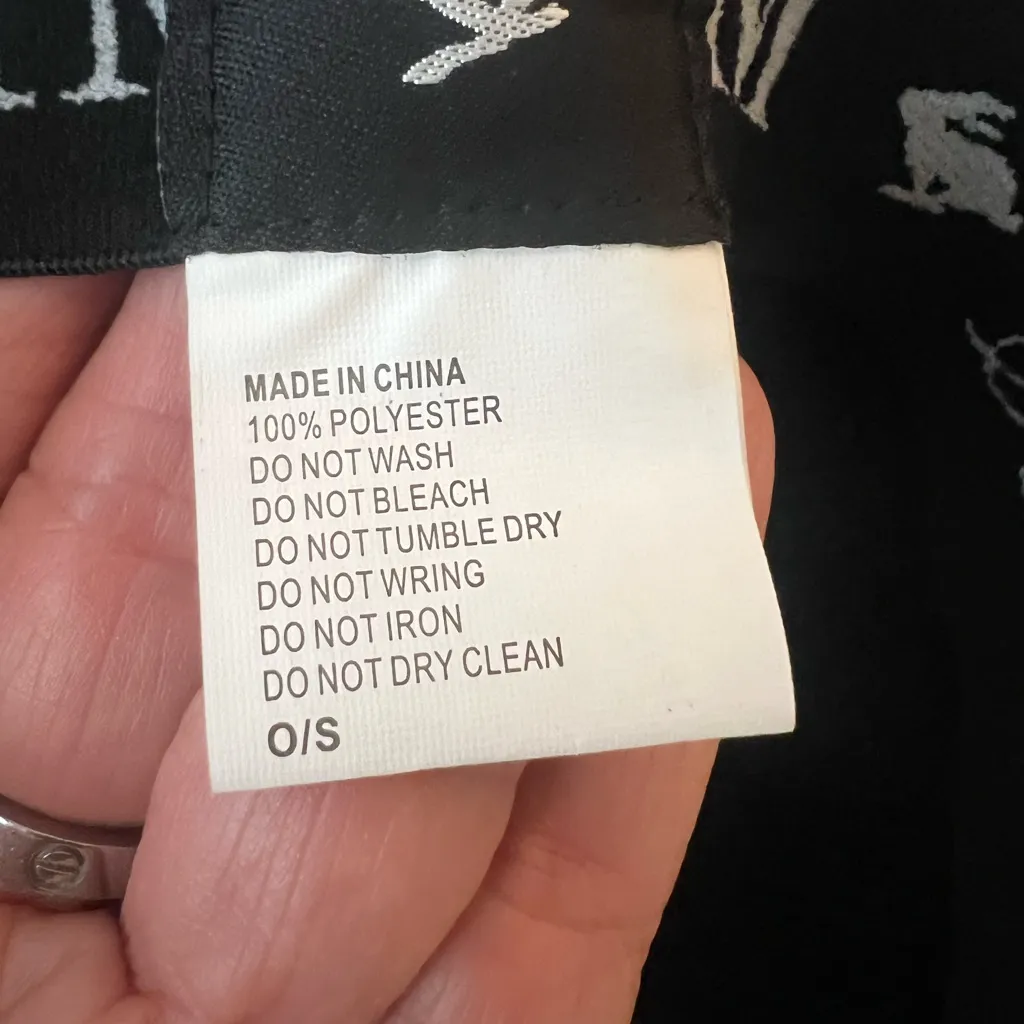 MADE IN CHINA
100% POLYESTER
DO NOT WASH
DO NOT BLEACH
DO NOT TUMBLE DRY
DO NOT WRING
DO NOT IRON
DO NOT DRY CLEAN
O/S